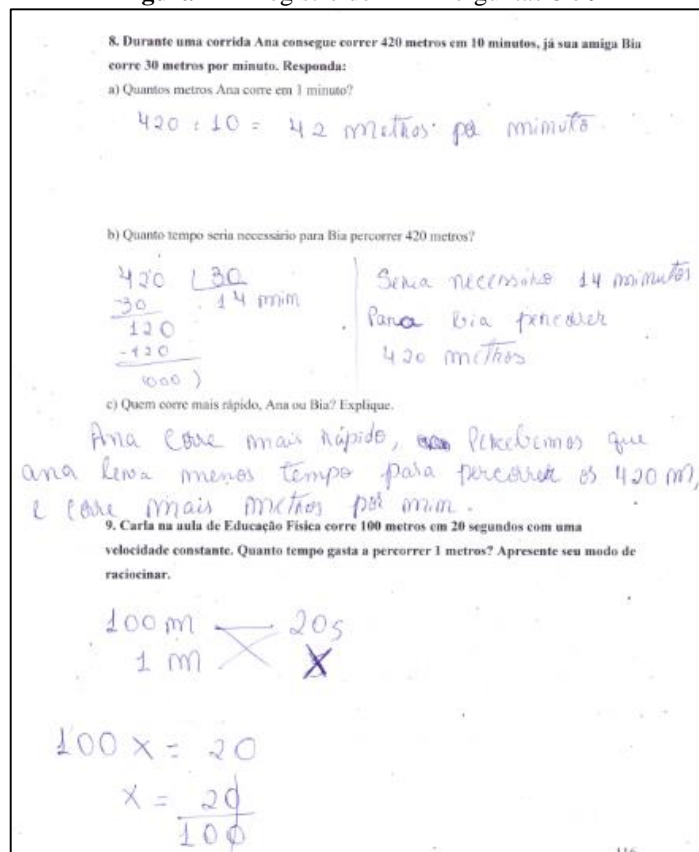 8. Durante uma corrida Ana consegue correr 420 metros em 10 minutos, já sua amiga Bia
corre 30 metros por minuto. Responda:
a) Quantos metros Ana corre em 1 minuto?
420 : 10 = 42 metros por minuto.
b) Quanto tempo seria necessário para Bia percorrer 420 metros?
420 30
-30 14 min
120
-120
(000)
Seria necessário 14 minutos
Para bia percorrer
420 metros
c) Quem corre mais rápido, Ana ou Bia? Explique.
Ana corre mais rápido, Percebemos que
ana leva menos tempo para percorrer os 420 m,
e corre mais metros por min.
9. Carla na aula de Educação Física corre 100 metros em 20 segundos com uma
velocidade constante. Quanto tempo gasta a percorrer 1 metros? Apresente seu modo de
raciocinar.
100 m 20s
1 m X
100 X = 20
X = 20
100